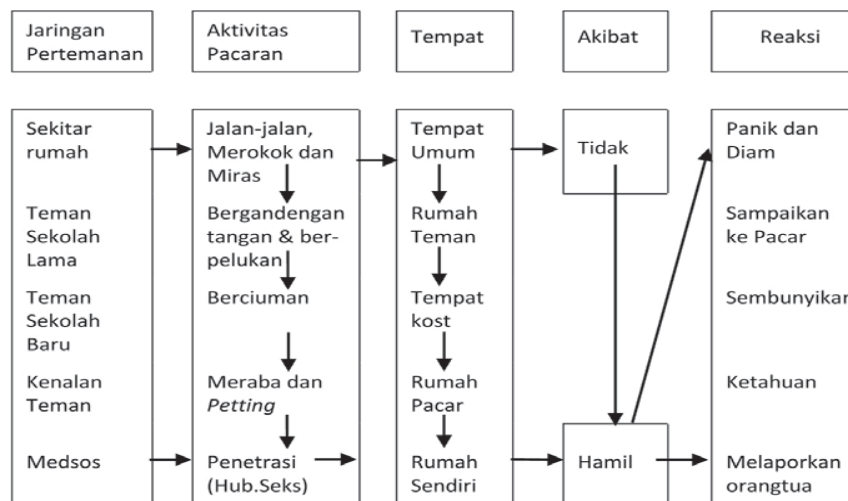 Jaringan
Pertemanan
Aktivitas
Pacaran
Tempat
Akibat
Reaksi
Sekitar
rumah
Teman
Sekolah
Lama
Teman
Sekolah
Baru
Kenalan
Teman
Medsos
Jalan-jalan,
Merokok dan
Miras
Bergandengan
tangan & ber-
pelukan
Berciuman
Meraba dan
Petting
Penetrasi
(Hub.Seks)
Tempat
Umum
Rumah
Teman
Tempat
kost
Rumah
Pacar
Rumah
Sendiri
Tidak
Hamil
Panik dan
Diam
Sampaikan
ke Pacar
Sembunyikan
Ketahuan
Melaporkan
orangtua